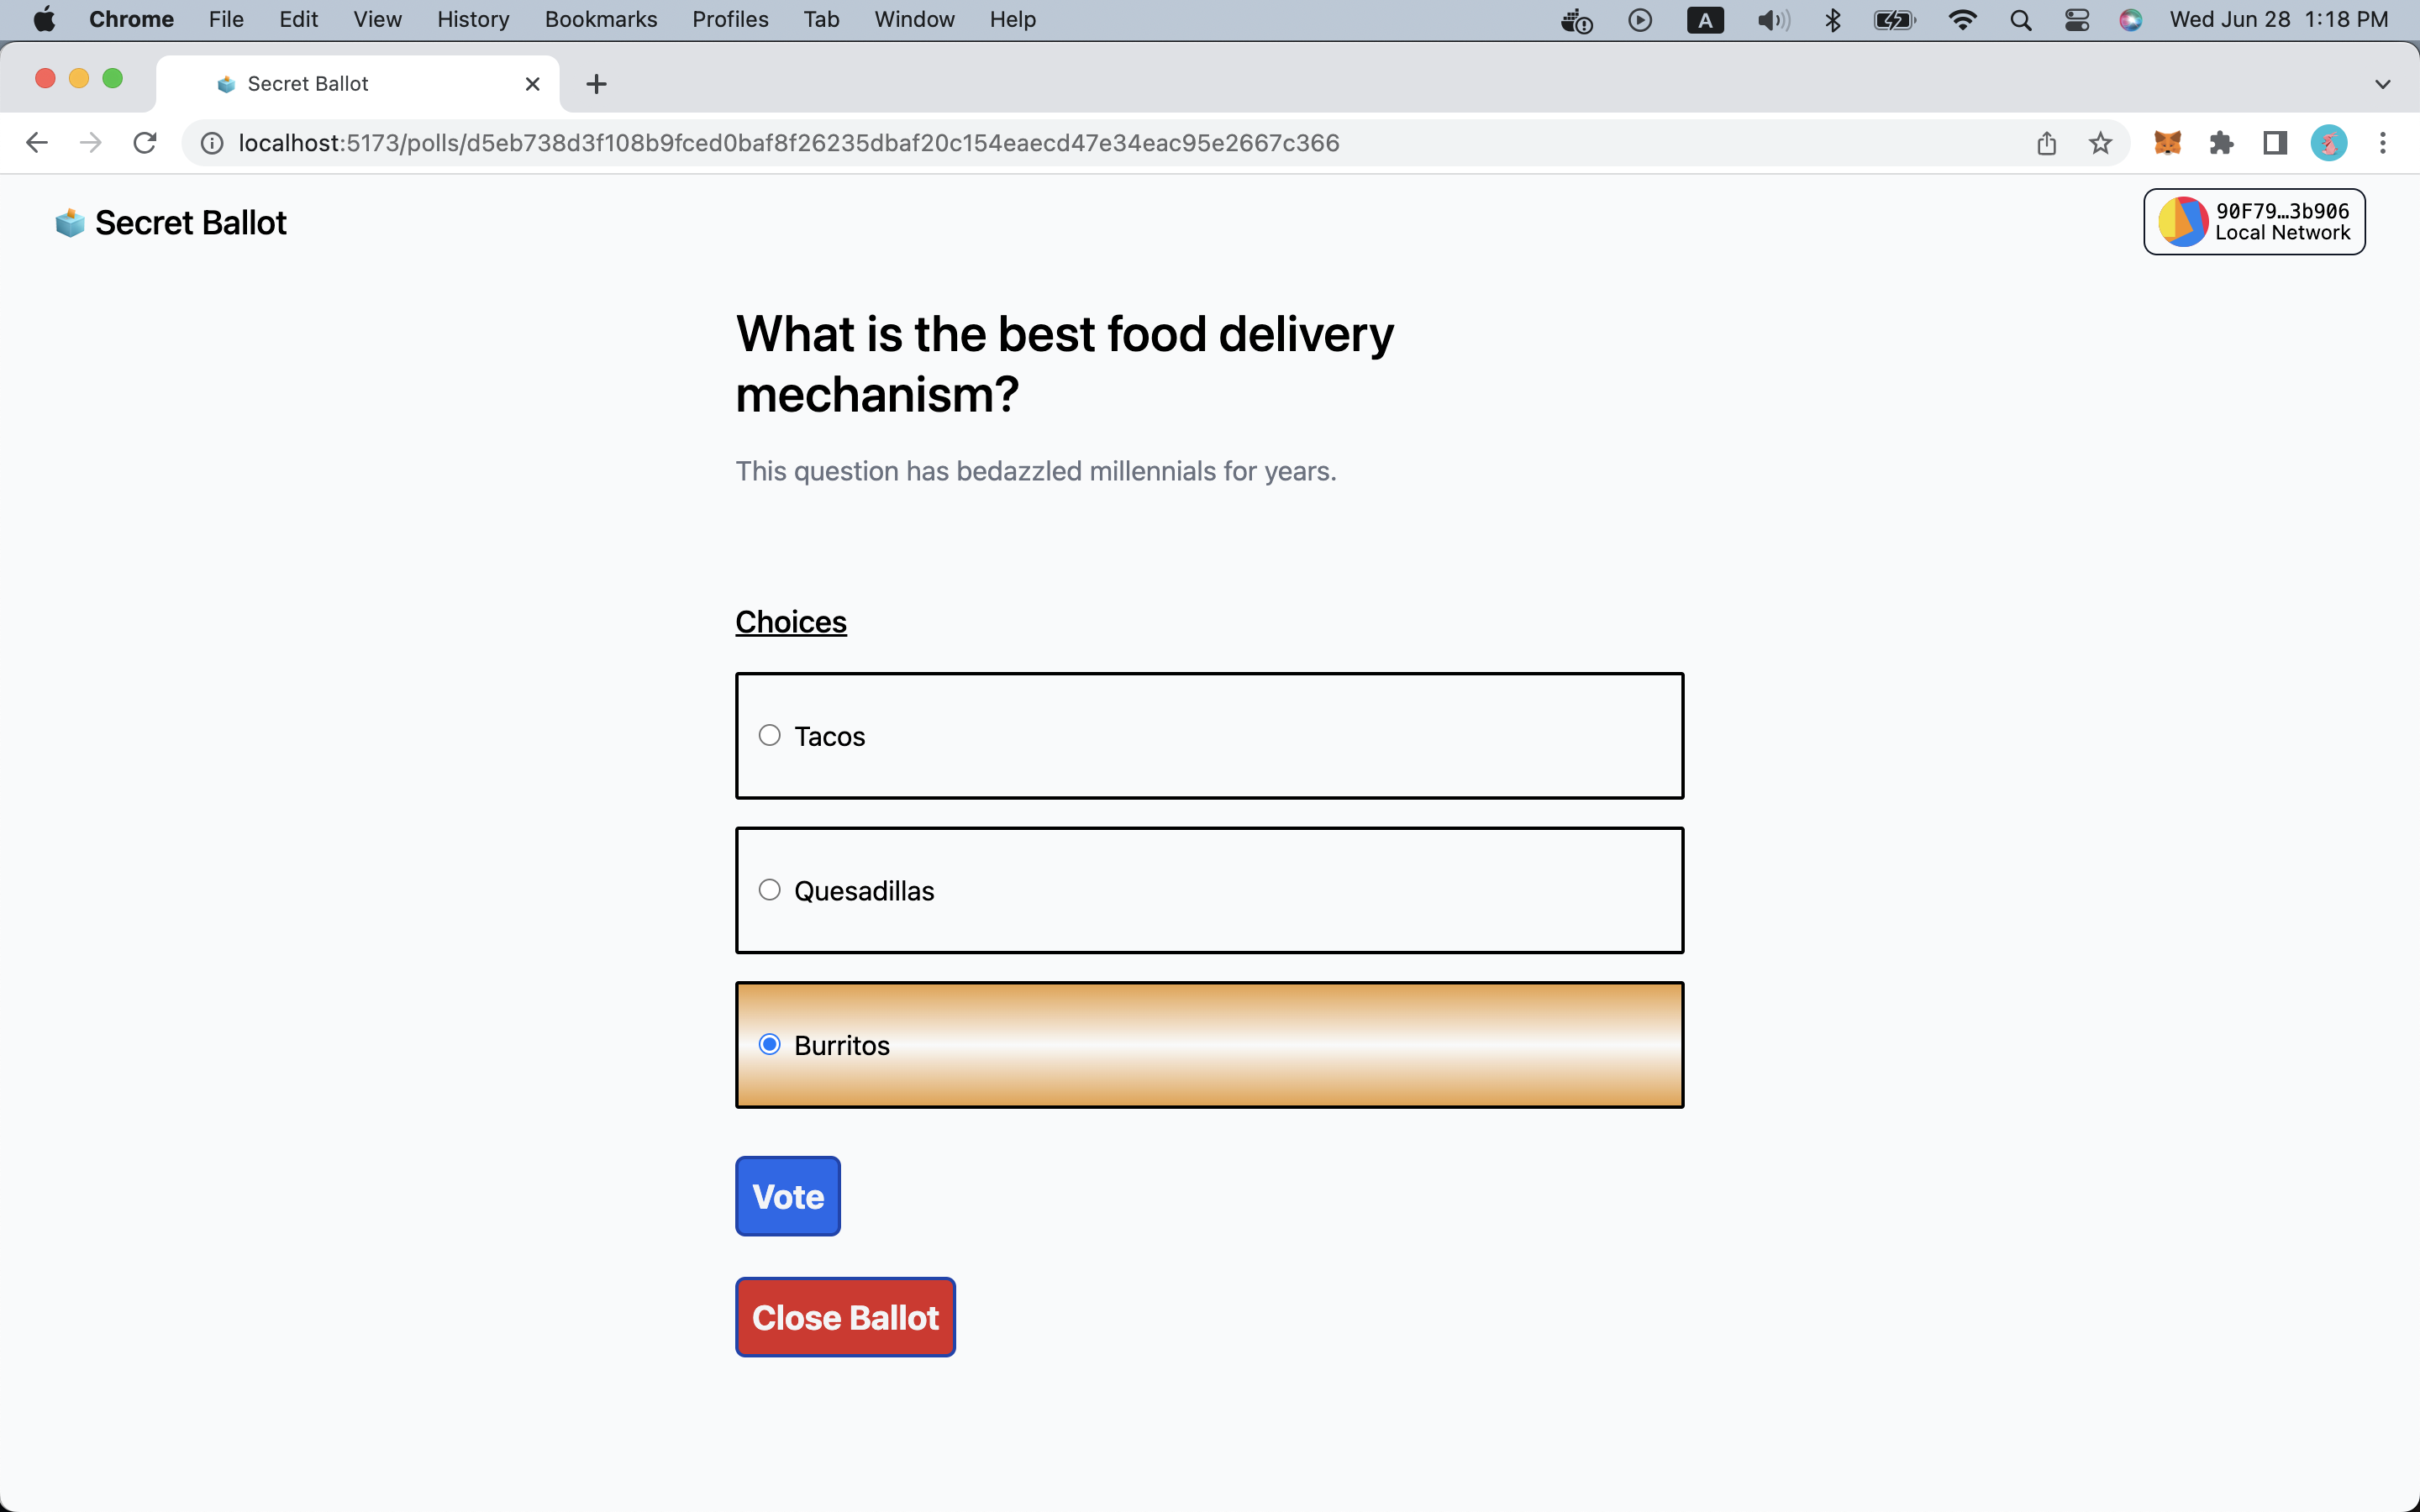 Chrome File Edit View History Bookmarks Profiles Tab Window Help A Wed Jun 28 1:18 PM
Secret Ballot
localhost:5173/polls/d5eb738d3f108b9fced0baf8f26235dbaf20c154eaecd47e34eac95e2667c366
Secret Ballot
90F79…3b906
Local Network
What is the best food delivery
mechanism?
This question has bedazzled millennials for years.
Choices
Tacos
Quesadillas
Burritos
Vote
Close Ballot